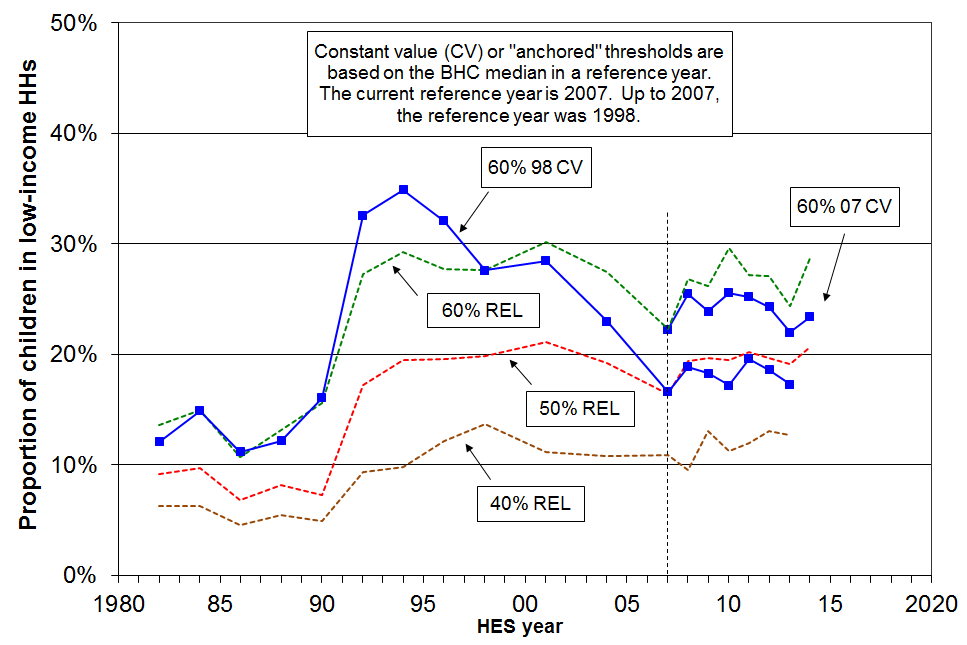 50%
Constant value (CV) or "anchored" thresholds are
based on the BHC median in a reference year.
The current reference year is 2007. Up to 2007,
the reference year was 1998.
40%
60% 98 CV
60% 07 CV
30%
60% REL
20%
50% REL
10%
40% REL
0%
Proportion of children in low-income HHs
1980 85 90 95 00 05 10 15 2020
HES year